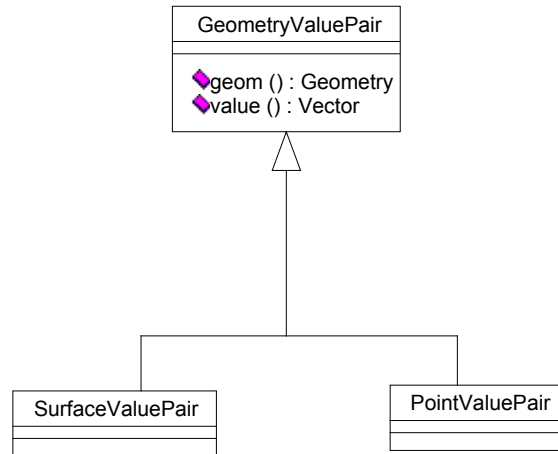 GeometryValuePair
geom () : Geometry
value () : Vector
SurfaceValuePair
PointValuePair